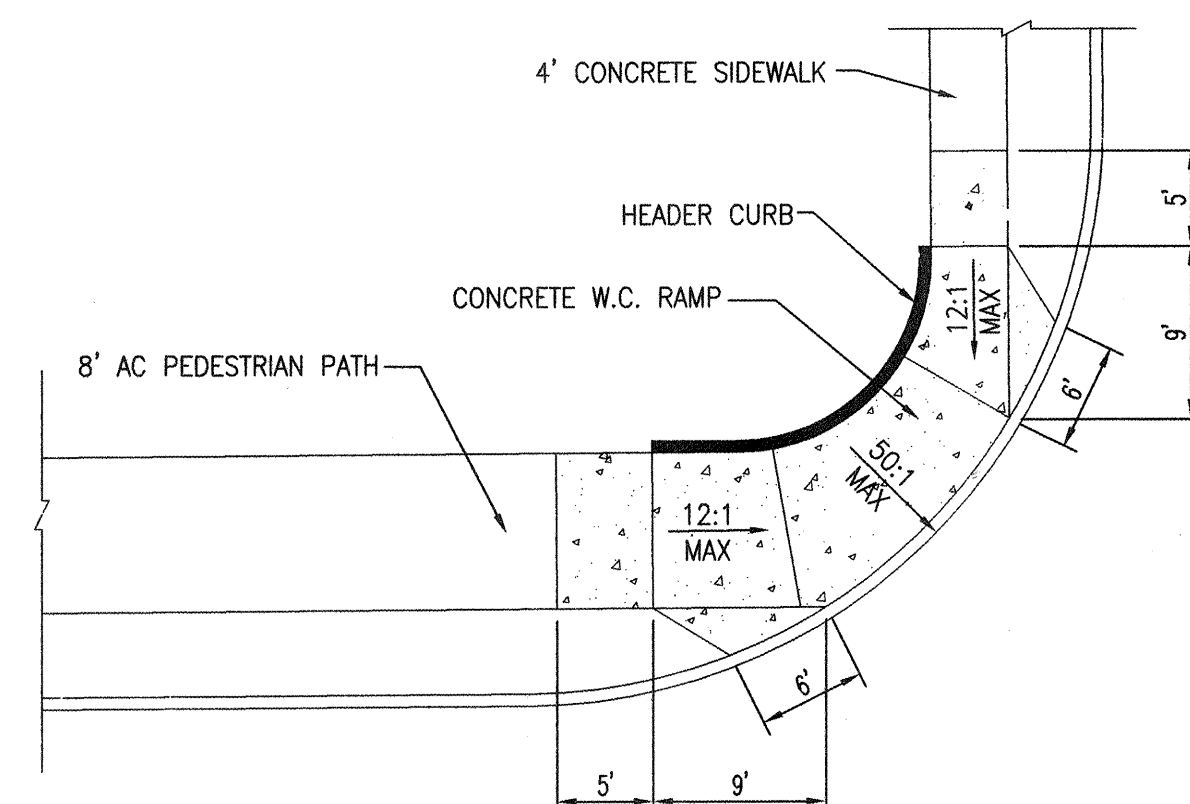 4' CONCRETE SIDEWALK
5'
HEADER CURB
CONCRETE W.C. RAMP
12:1
MAX
9'
8' AC PEDESTRIAN PATH
6'
50:1
MAX
12:1
MAX
6'
5'
9'